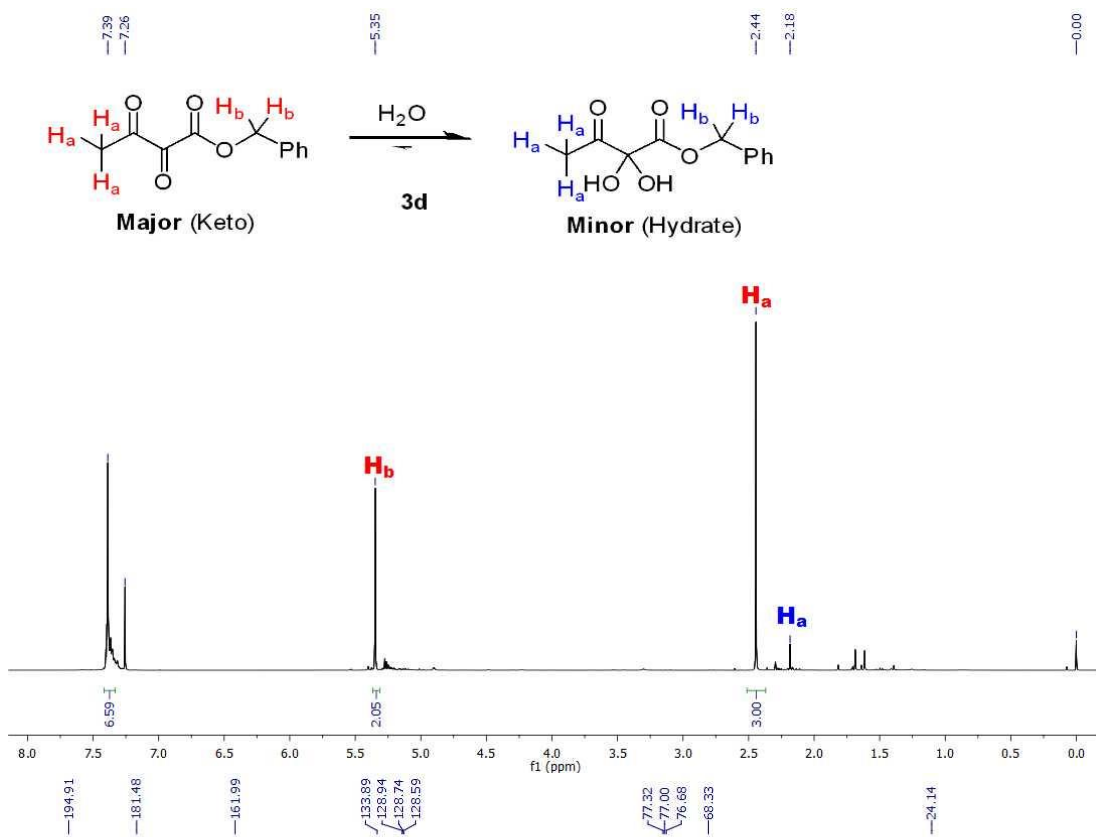 7.39
7.26
5.35
2.44
2.18
0.00
O O
Ha Hb Hb
Ha O Ph
Ha O
Major (Keto)
H2O
3d
O O
Ha Hb Hb
Ha O Ph
Ha HO OH
Minor (Hydrate)
Ha
Hb
Ha
6.59
2.05
3.00
8.0 7.5 7.0 6.5 6.0 5.5 5.0 4.5 4.0 3.5 3.0 2.5 2.0 1.5 1.0 0.5 0.0
f1 (ppm)
194.91
181.48
161.99
133.89
128.94
128.74
128.59
77.32
77.00
76.68
68.33
24.14